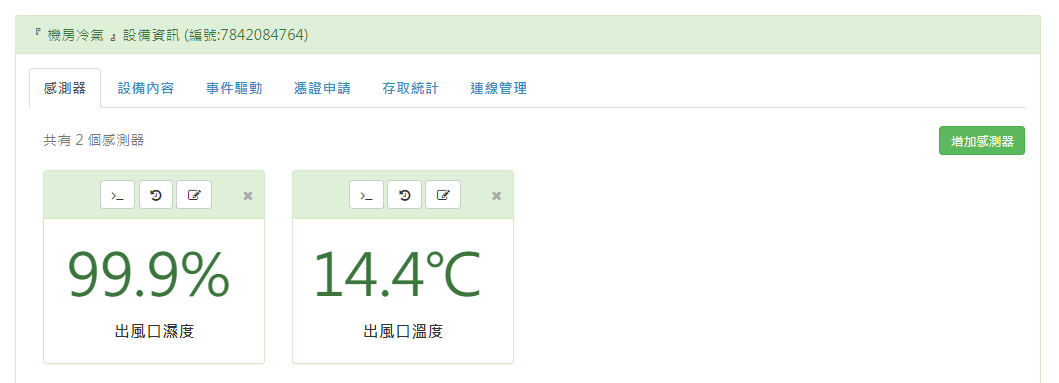 『 機房冷氣 』設備資訊 (編號:7842084764)
感測器 設備內容 事件驅動 憑證申請 存取統計 連線管理
共有 2 個感測器 增加感測器
99.9% 14.4°C
出風口濕度 出風口溫度